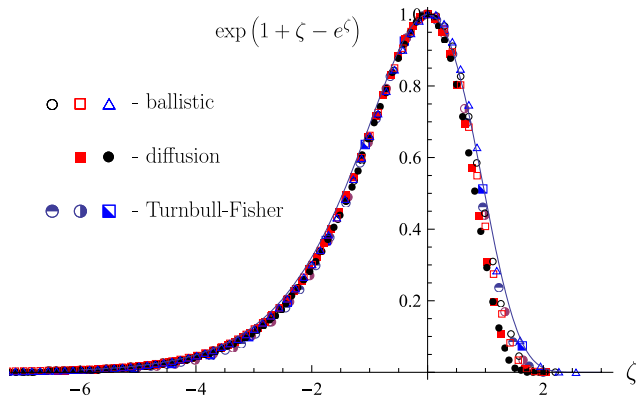 exp (1 + ζ − e^ζ)
1.0
- ballistic
0.8
- diffusion
0.6
- Turnbull-Fisher
0.4
0.2
−6 −4 −2 2 ζ